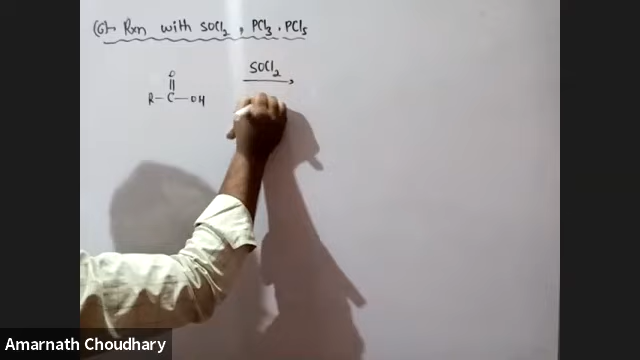 (6)→ Rxn with SOCl2, PCl3, PCl5
SOCl2
O
||
R-C-OH
Amarnath Choudhary